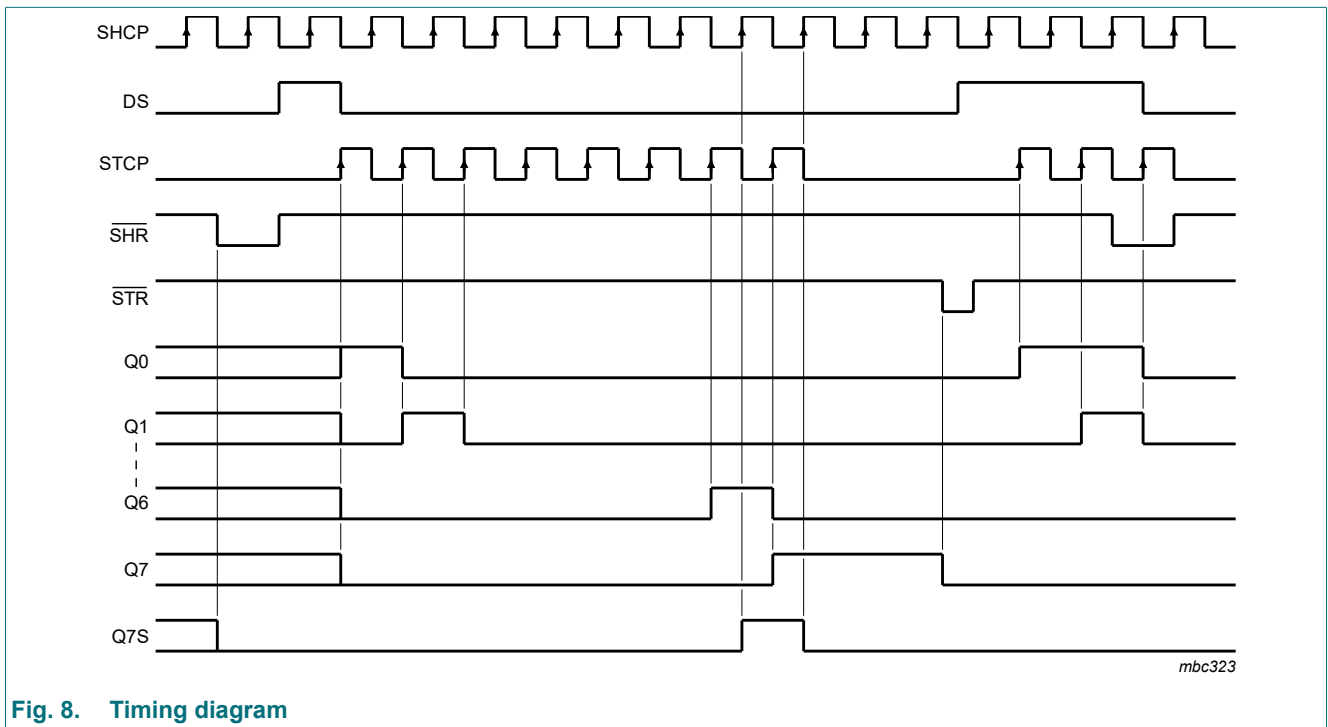 SHCP
DS
STCP
SHR
STR
Q0
Q1
Q6
Q7
Q7S
mbc323
Fig. 8. Timing diagram